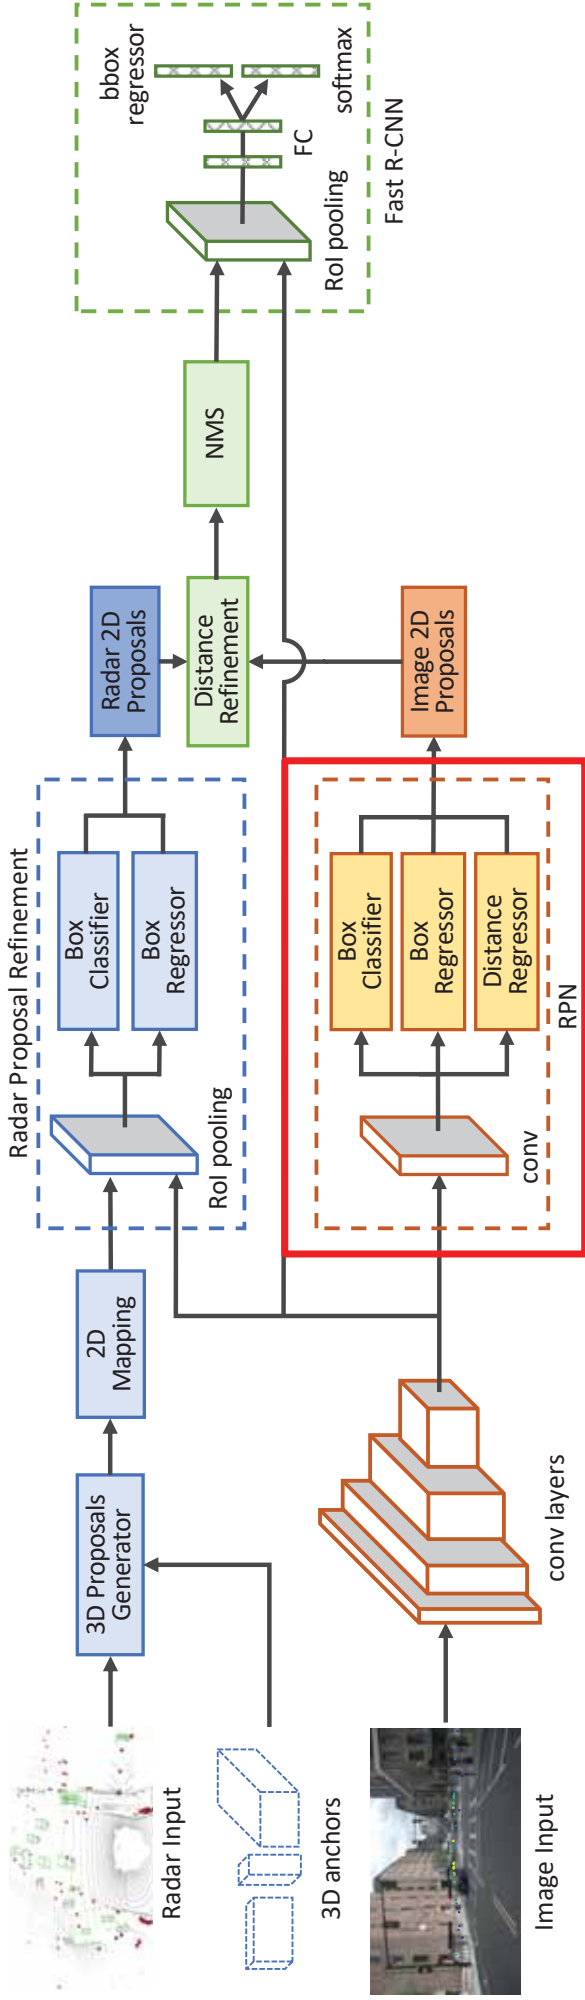 Radar Input
3D anchors
Image Input
3D Proposals
Generator
2D
Mapping
conv layers
Radar Proposal Refinement
RoI pooling
Box
Classifier
Box
Regressor
conv
Box
Classifier
Box
Regressor
Distance
Regressor
RPN
Radar 2D
Proposals
Distance
Refinement
Image 2D
Proposals
NMS
RoI pooling
FC
bbox
regressor
softmax
Fast R-CNN